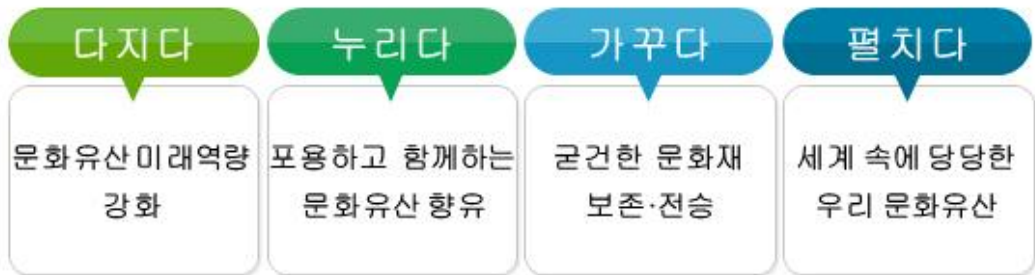 다지다
문화유산 미래역량
강화
누리다
포용하고 함께하는
문화유산 향유
가꾸다
굳건한 문화재
보존·전승
펼치다
세계 속에 당당한
우리 문화유산